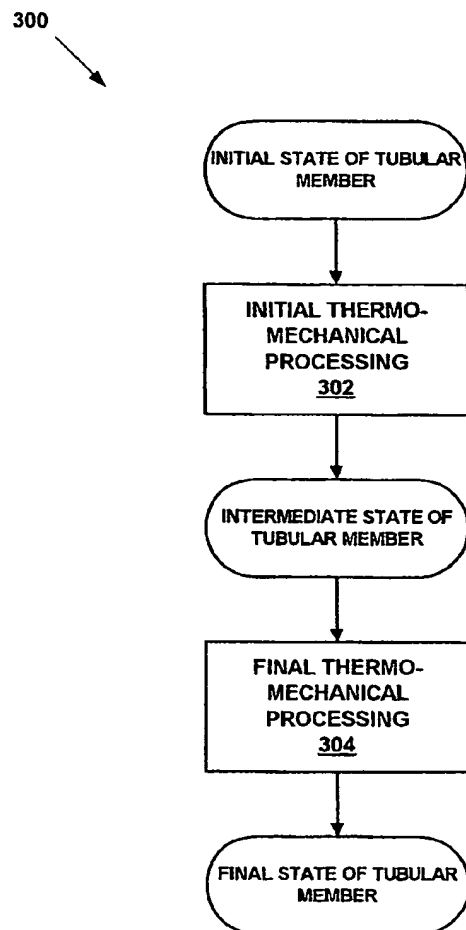 300
INITIAL STATE OF TUBULAR
MEMBER
INITIAL THERMO-
MECHANICAL
PROCESSING
302
INTERMEDIATE STATE OF
TUBULAR MEMBER
FINAL THERMO-
MECHANICAL
PROCESSING
304
FINAL STATE OF TUBULAR
MEMBER